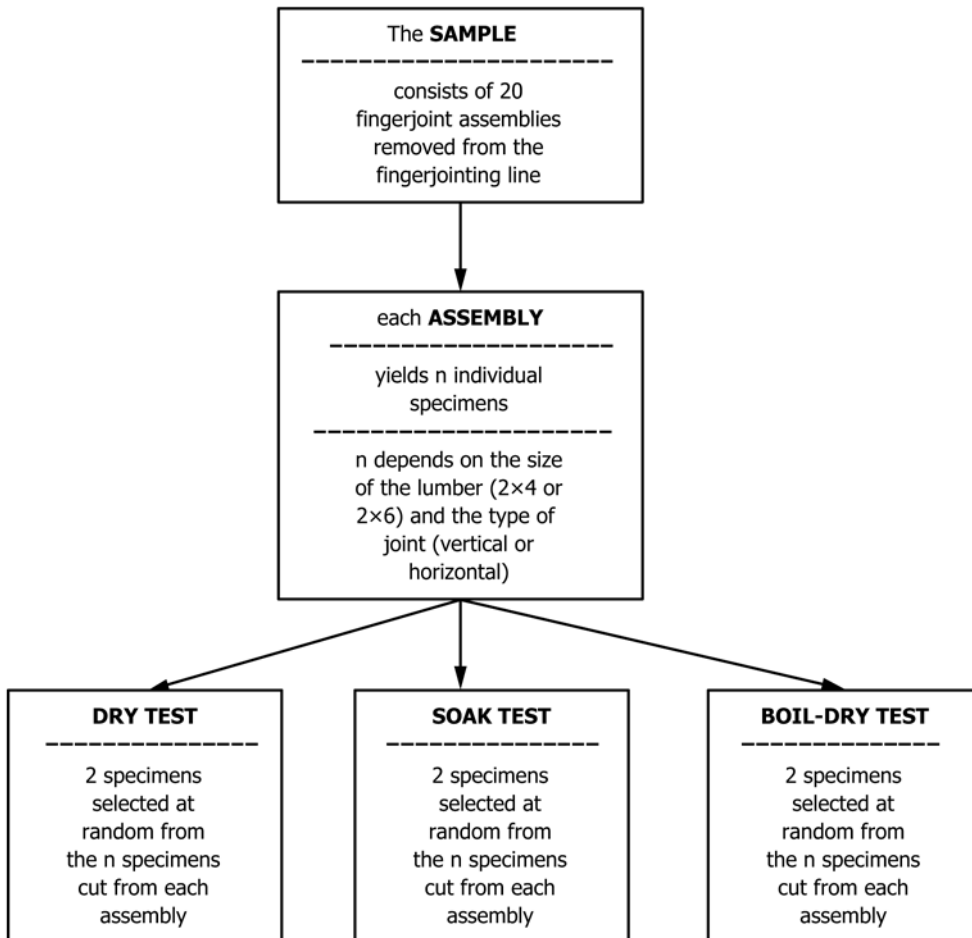 The SAMPLE
consists of 20
fingerjoint assemblies
removed from the
fingerjointing line
each ASSEMBLY
yields n individual
specimens
n depends on the size
of the lumber (2×4 or
2×6) and the type of
joint (vertical or
horizontal)
DRY TEST
2 specimens
selected at
random from
the n specimens
cut from each
assembly
SOAK TEST
2 specimens
selected at
random from
the n specimens
cut from each
assembly
BOIL-DRY TEST
2 specimens
selected at
random from
the n specimens
cut from each
assembly